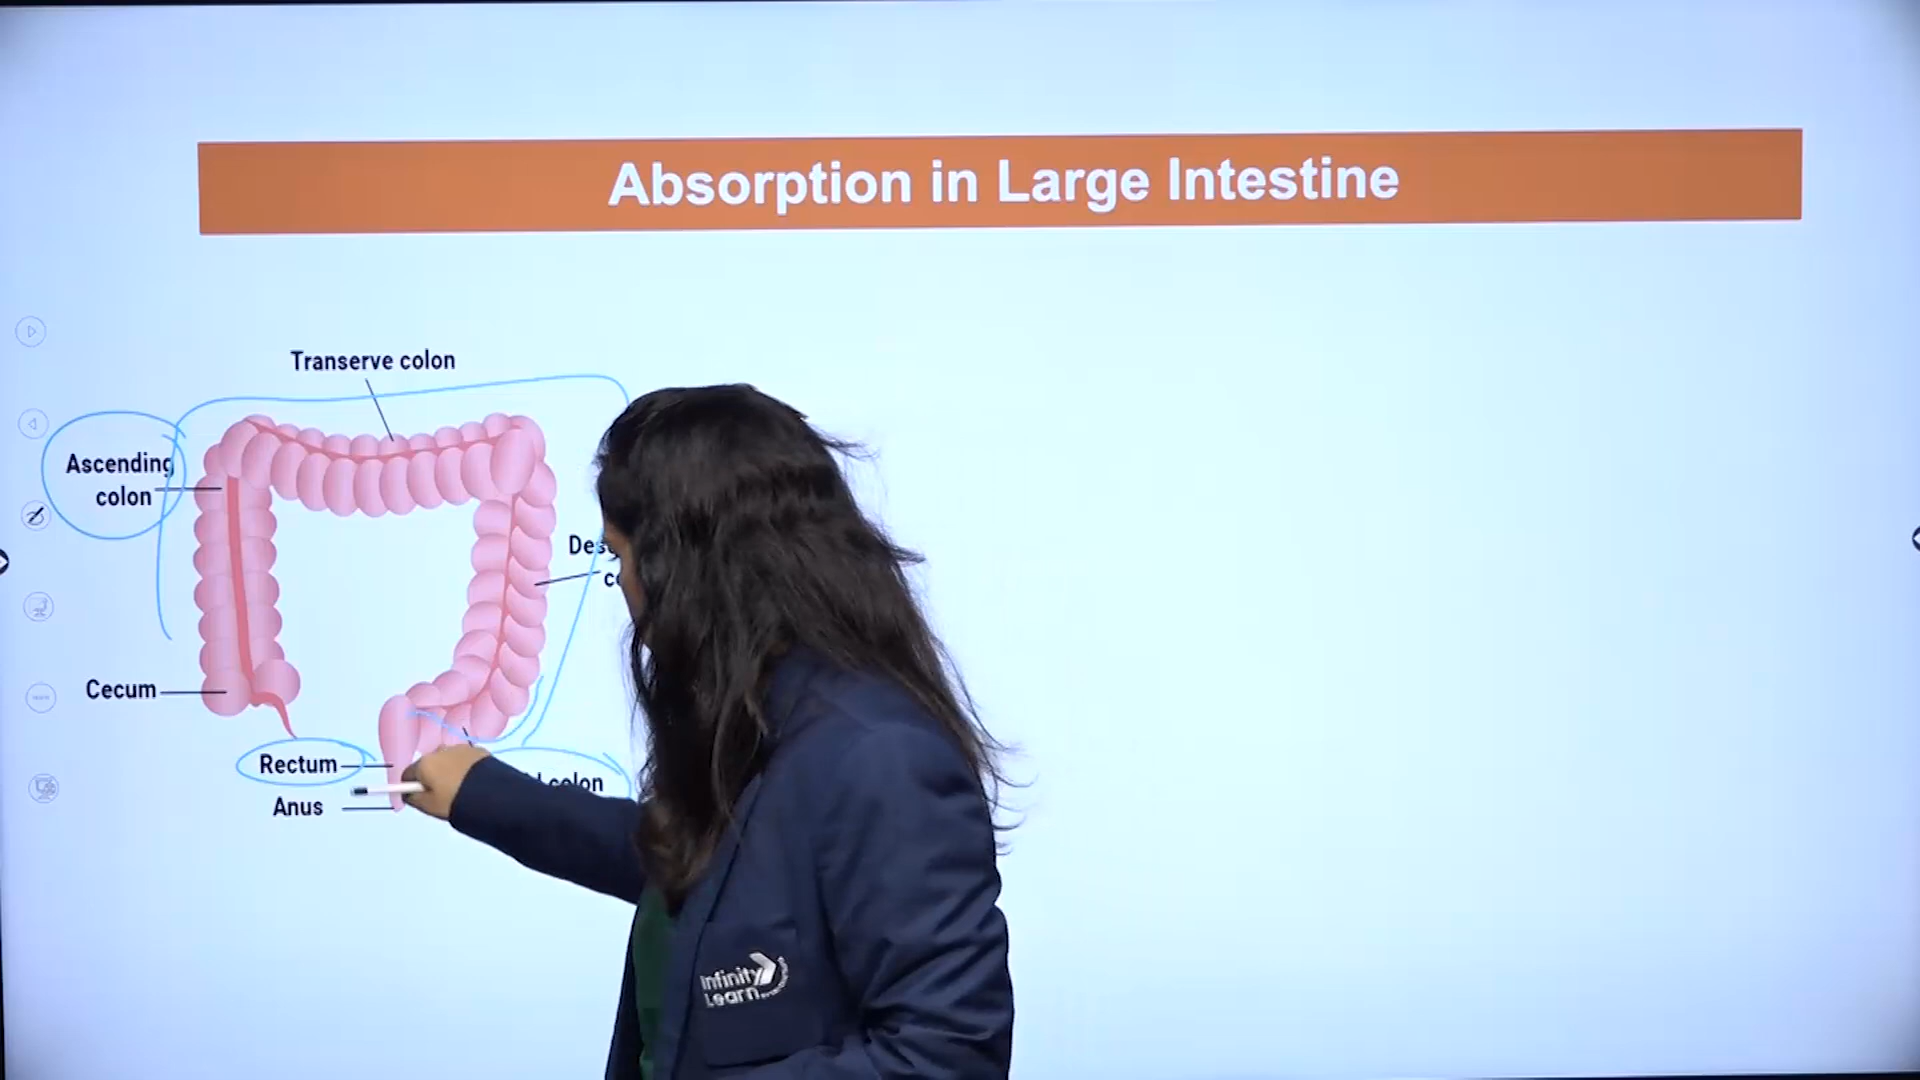 Absorption in Large Intestine
Transerve colon
Ascending
colon
Cecum
Rectum
Anus
colon
Infinity
Learn